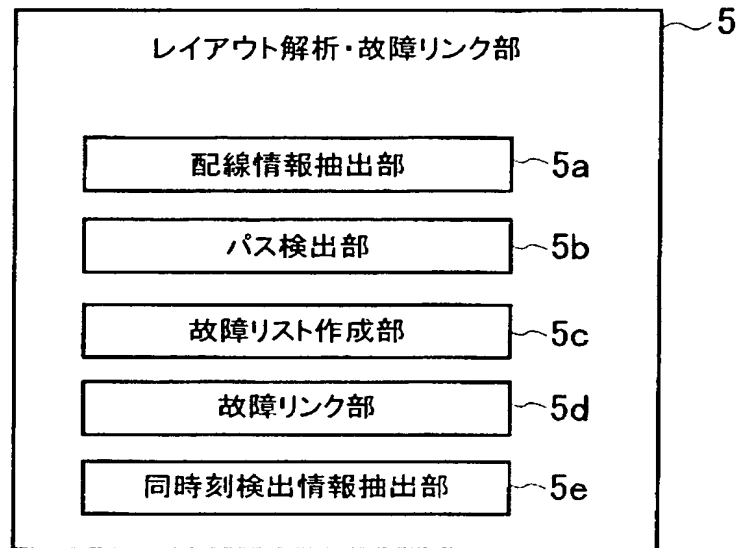 5
レイアウト解析・故障リンク部
配線情報抽出部 5a
パス検出部 5b
故障リスト作成部 5c
故障リンク部 5d
同時刻検出情報抽出部 5e